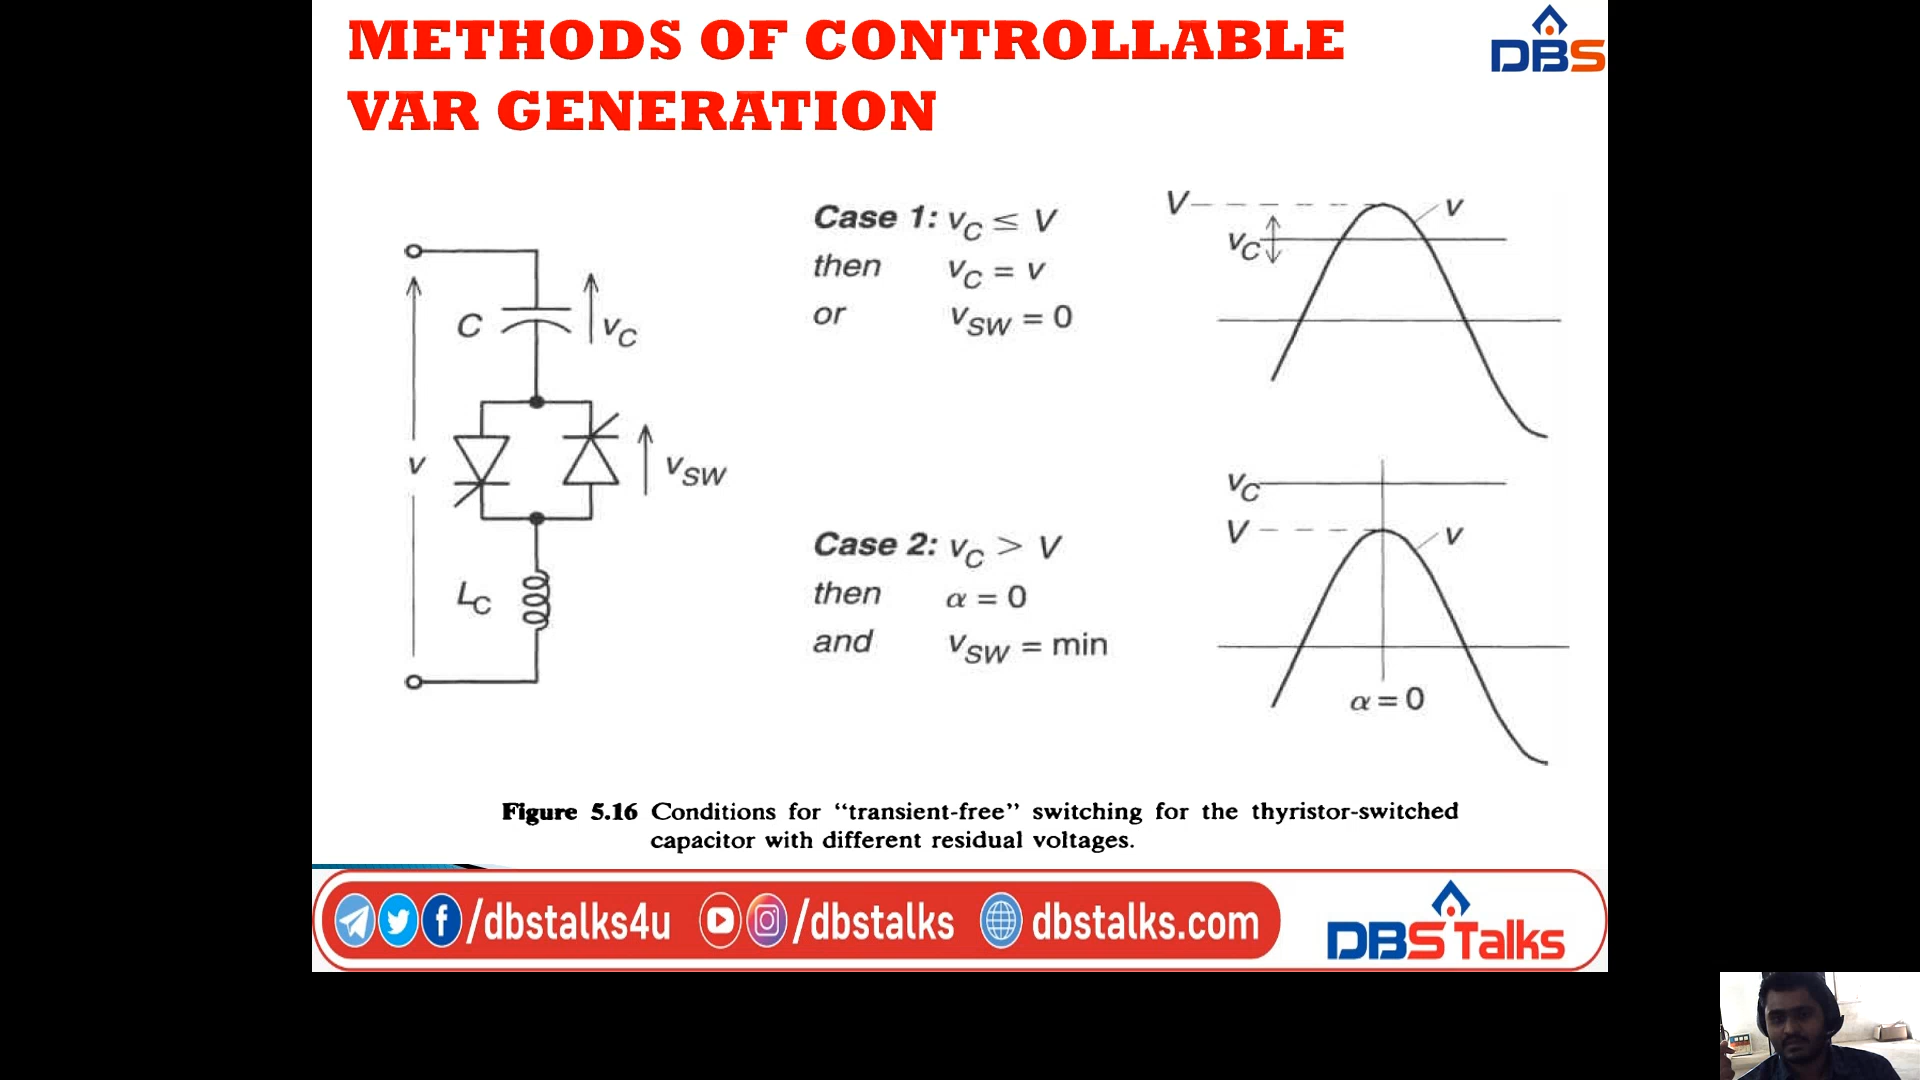 METHODS OF CONTROLLABLE
VAR GENERATION
DBS
C
vC
v
vSW
LC
Case 1: vC ≤ V
then vC = v
or vSW = 0
V
v
vC
Case 2: vC > V
then α = 0
and vSW = min
vC
V
v
α = 0
Figure 5.16 Conditions for “transient-free” switching for the thyristor-switched
capacitor with different residual voltages.
/dbstalks4u /dbstalks dbstalks.com
DBS Talks